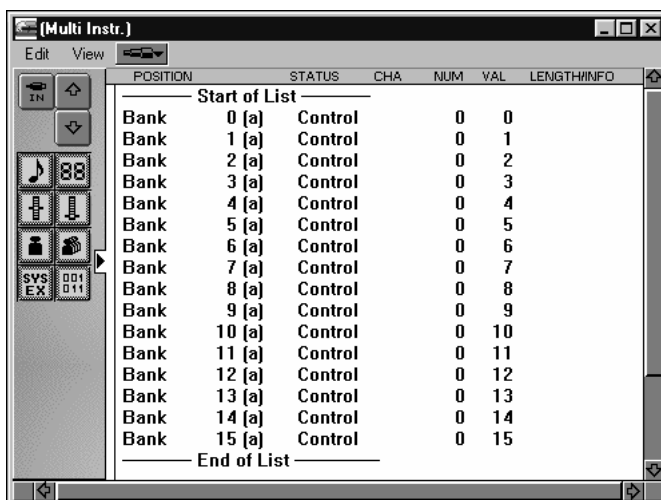 (Multi Instr.)
Edit View
POSITION STATUS CHA NUM VAL LENGTH/INFO
Start of List
Bank 0 (a) Control 0 0
Bank 1 (a) Control 0 1
Bank 2 (a) Control 0 2
Bank 3 (a) Control 0 3
Bank 4 (a) Control 0 4
Bank 5 (a) Control 0 5
Bank 6 (a) Control 0 6
Bank 7 (a) Control 0 7
Bank 8 (a) Control 0 8
Bank 9 (a) Control 0 9
Bank 10 (a) Control 0 10
Bank 11 (a) Control 0 11
Bank 12 (a) Control 0 12
Bank 13 (a) Control 0 13
Bank 14 (a) Control 0 14
Bank 15 (a) Control 0 15
End of List
IN
88
SYS EX
001 011